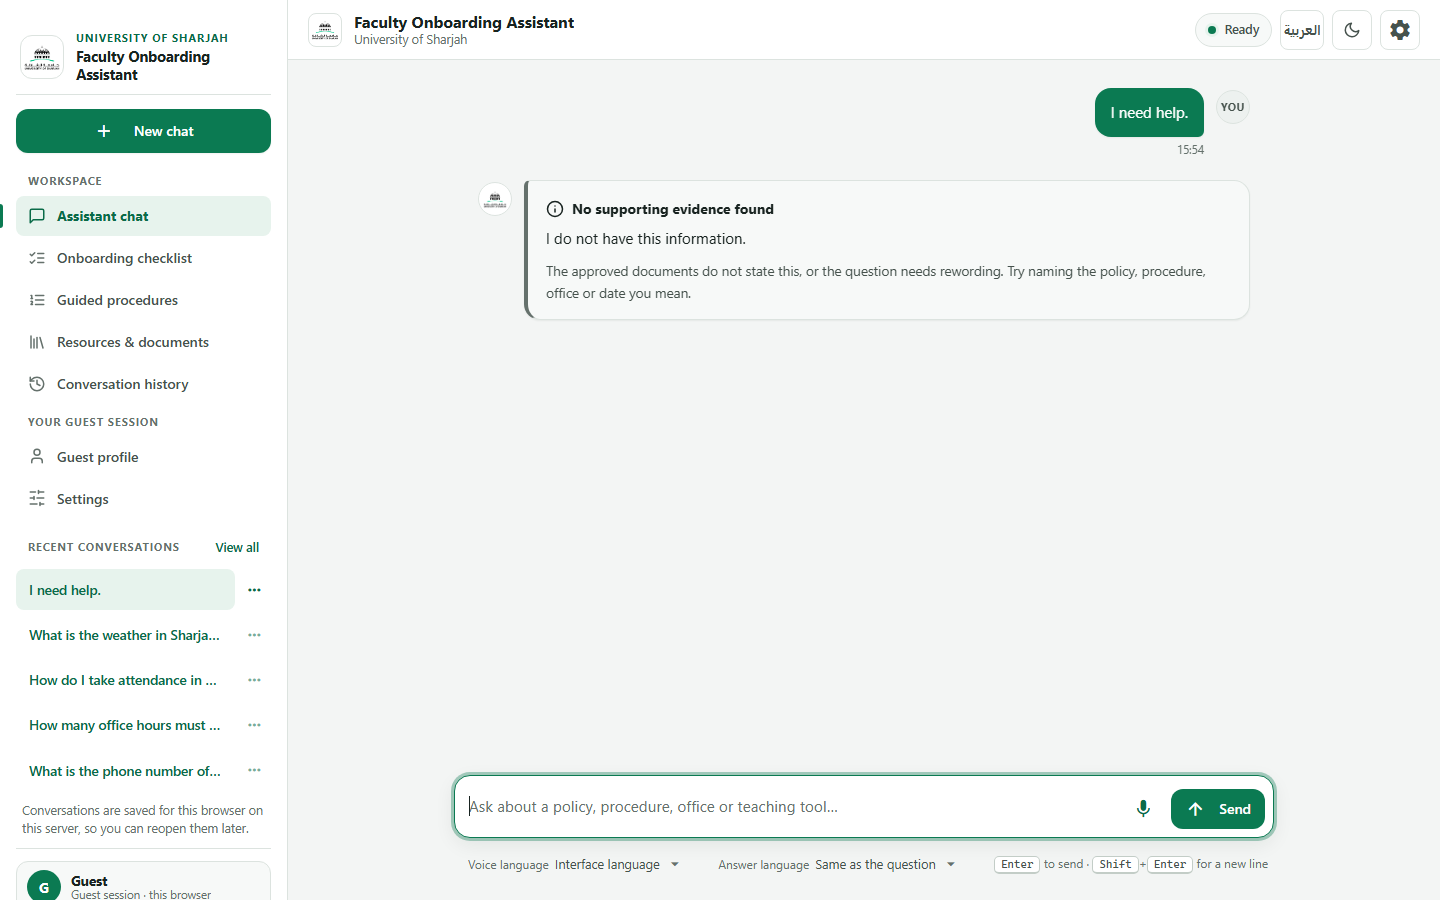 UNIVERSITY OF SHARJAH
Faculty Onboarding
Assistant
New chat
WORKSPACE
Assistant chat
Onboarding checklist
Guided procedures
Resources & documents
Conversation history
YOUR GUEST SESSION
Guest profile
Settings
RECENT CONVERSATIONS View all
I need help. ...
What is the weather in Sharja... ...
How do I take attendance in ... ...
How many office hours must ... ...
What is the phone number of... ...
Conversations are saved for this browser on
this server, so you can reopen them later.
G
Guest
Guest session · this browser
Faculty Onboarding Assistant
University of Sharjah
Ready
العربية
I need help.
YOU
15:54
No supporting evidence found
I do not have this information.
The approved documents do not state this, or the question needs rewording. Try naming the policy, procedure,
office or date you mean.
Ask about a policy, procedure, office or teaching tool...
Send
Voice language Interface language
Answer language Same as the question
Enter to send · Shift + Enter for a new line